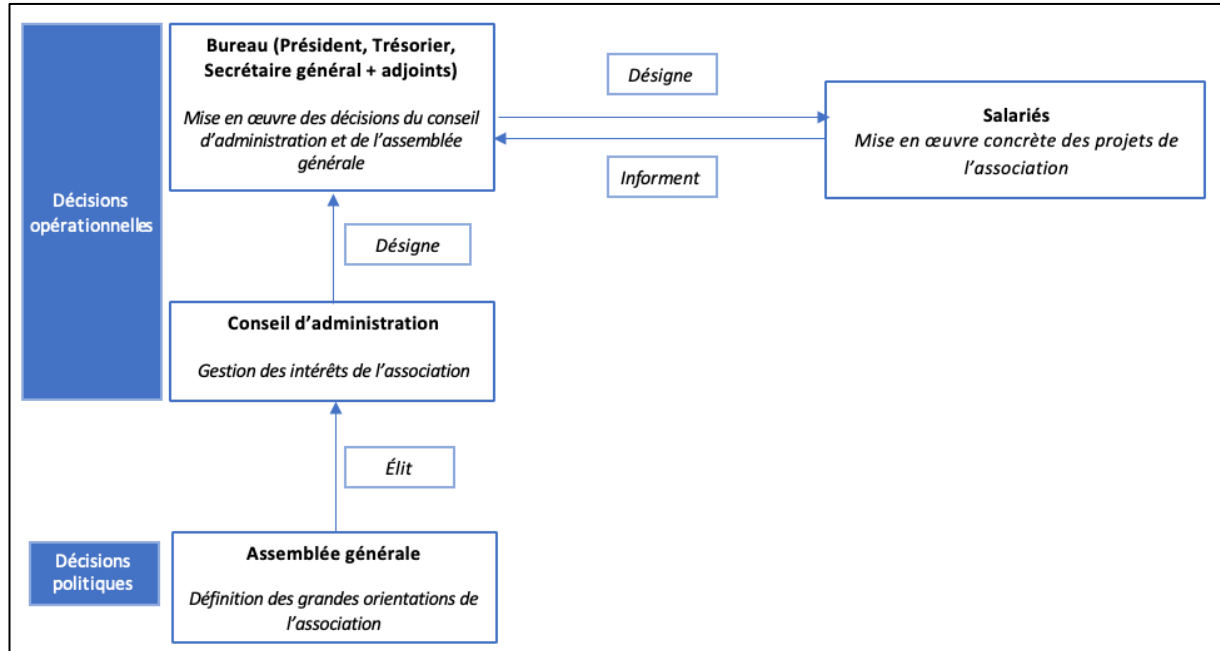 Bureau (Président, Trésorier,
Secrétaire général + adjoints)
Mise en œuvre des décisions du conseil
d'administration et de l'assemblée
générale
Désigne
Informent
Salariés
Mise en œuvre concrète des projets de
l'association
Décisions
opérationnelles
Désigne
Conseil d'administration
Gestion des intérêts de l'association
Élit
Décisions
politiques
Assemblée générale
Définition des grandes orientations de
l'association